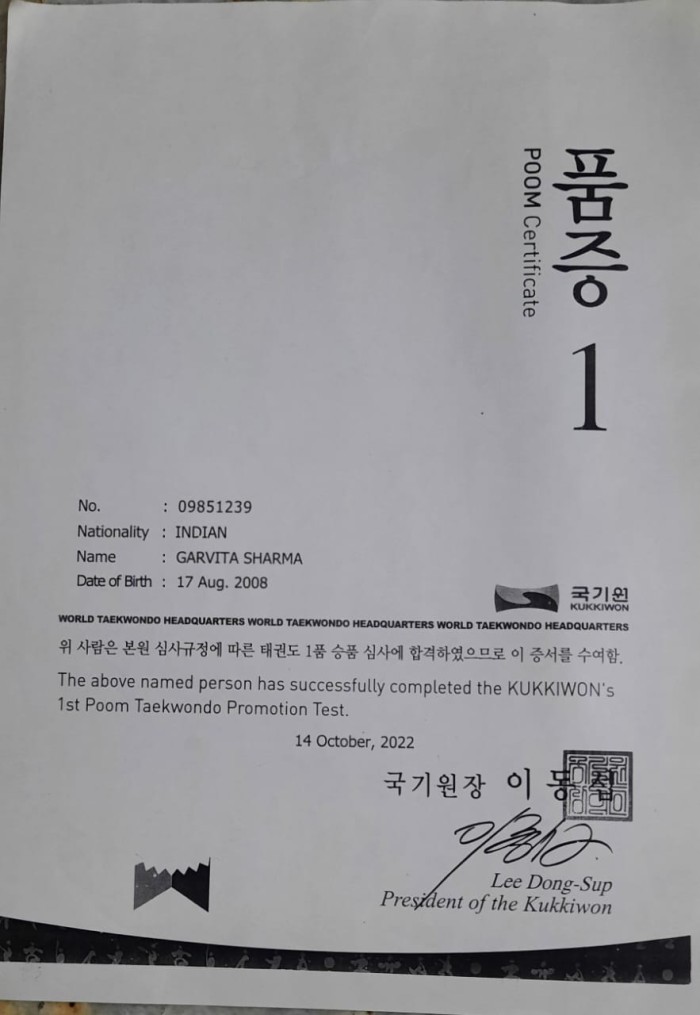 품증
POOM Certificate
1
No. : 09851239
Nationality : INDIAN
Name : GARVITA SHARMA
Date of Birth : 17 Aug. 2008
국기원
KUKKIWON
WORLD TAEKWONDO HEADQUARTERS WORLD TAEKWONDO HEADQUARTERS WORLD TAEKWONDO HEADQUARTERS
위 사람은 본원 심사규정에 따른 태권도 1품 승품 심사에 합격하였으므로 이 증서를 수여함.
The above named person has successfully completed the KUKKIWON's
1st Poom Taekwondo Promotion Test.
14 October, 2022
국기원장 이 동 섭
Lee Dong-Sup
President of the Kukkiwon